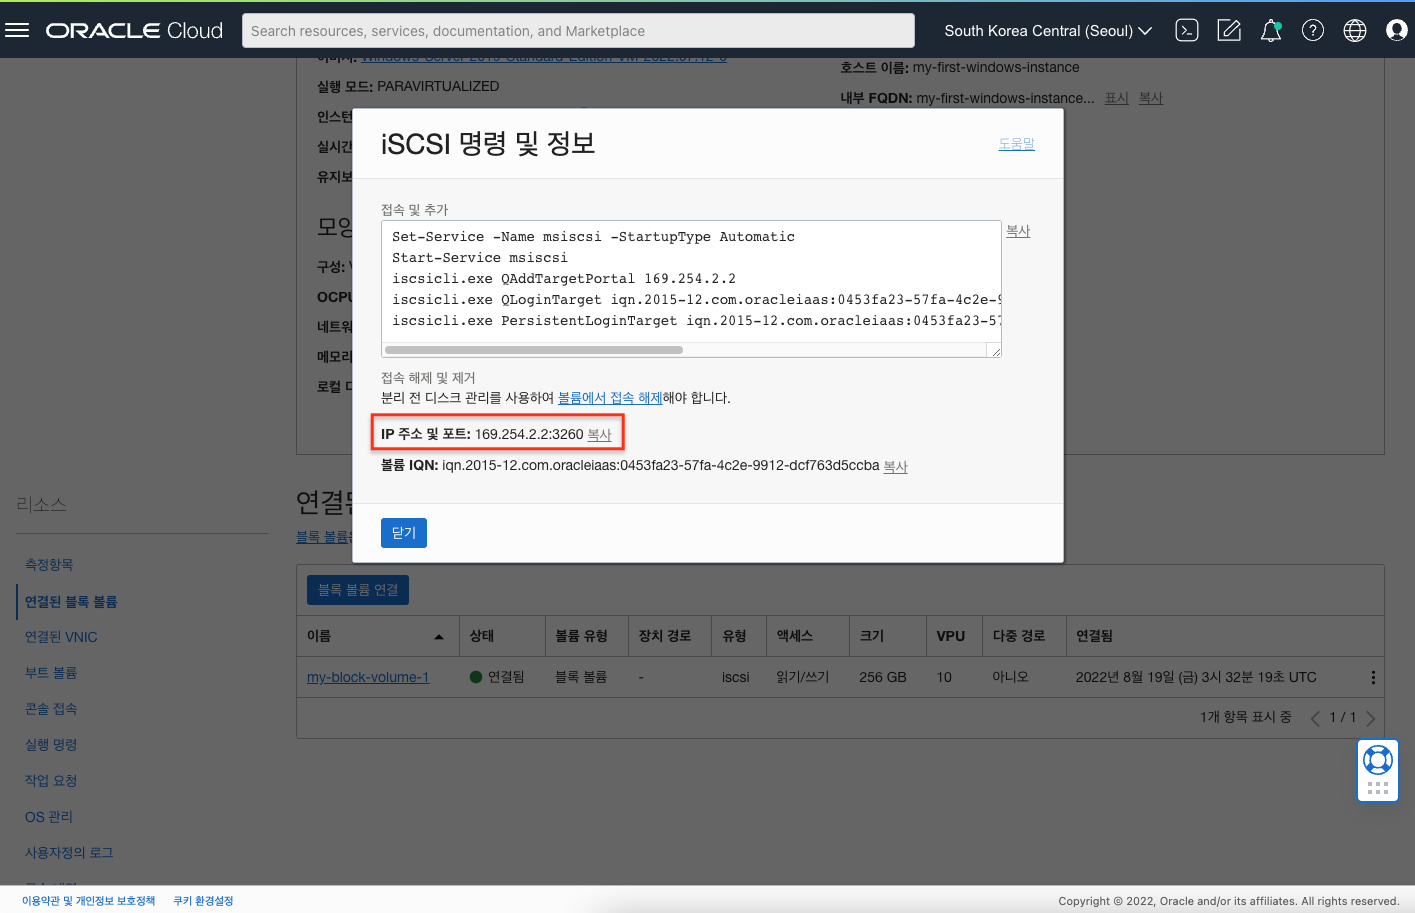 ORACLE Cloud
Search resources, services, documentation, and Marketplace
South Korea Central (Seoul)
이미지: Windows-Server-2019-Standard-Edition-VM-2022.07.12-0
호스트 이름: my-first-windows-instance
실행 모드: PARAVIRTUALIZED
내부 FQDN: my-first-windows-instance... 표시 복사
인스턴
실시간
유지보
모양
구성:
OCPU
네트워
메모리
로컬 디
iSCSI 명령 및 정보
도움말
접속 및 추가
Set-Service -Name msiscsi -StartupType Automatic
Start-Service msiscsi
iscsicli.exe QAddTargetPortal 169.254.2.2
iscsicli.exe QLoginTarget iqn.2015-12.com.oracleiaas:0453fa23-57fa-4c2e-9
iscsicli.exe PersistentLoginTarget iqn.2015-12.com.oracleiaas:0453fa23-57
복사
접속 해제 및 제거
분리 전 디스크 관리를 사용하여 볼륨에서 접속 해제해야 합니다.
IP 주소 및 포트: 169.254.2.2:3260 복사
볼륨 IQN: iqn.2015-12.com.oracleiaas:0453fa23-57fa-4c2e-9912-dcf763d5ccba 복사
닫기
리소스
측정항목
연결된 블록 볼륨
연결된 VNIC
부트 볼륨
콘솔 접속
실행 명령
작업 요청
OS 관리
사용자정의 로그
연결된
블록 볼륨은
블록 볼륨 연결
이름 상태 볼륨 유형 장치 경로 유형 액세스 크기 VPU 다중 경로 연결됨
my-block-volume-1 연결됨 블록 볼륨 - iscsi 읽기/쓰기 256 GB 10 아니오 2022년 8월 19일 (금) 3시 32분 19초 UTC
1개 항목 표시 중 1 / 1
이용약관 및 개인정보 보호정책 쿠키 환경설정
Copyright © 2022, Oracle and/or its affiliates. All rights reserved.